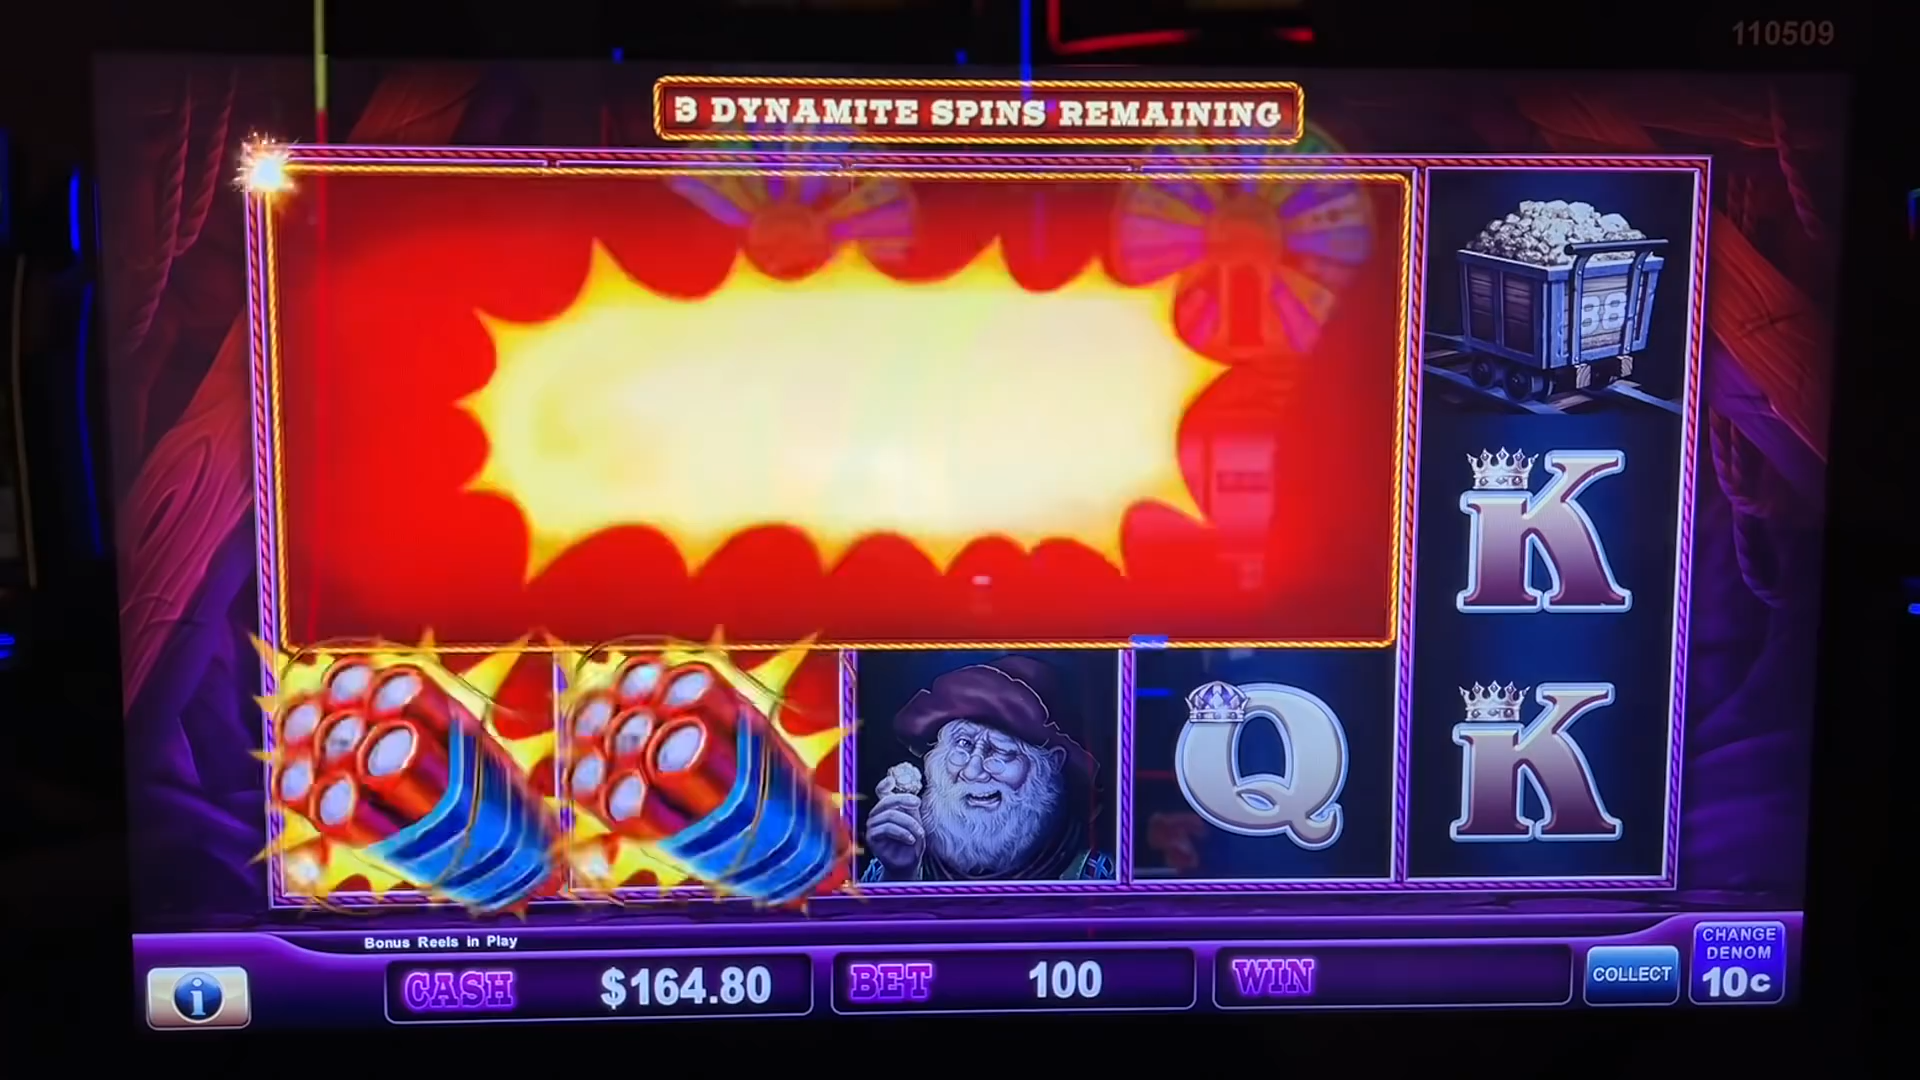 110509
3 DYNAMITE SPINS REMAINING
88
K
Q
K
Bonus Reels in Play
CASH $164.80
BET 100
WIN
COLLECT
CHANGE
DENOM
10c